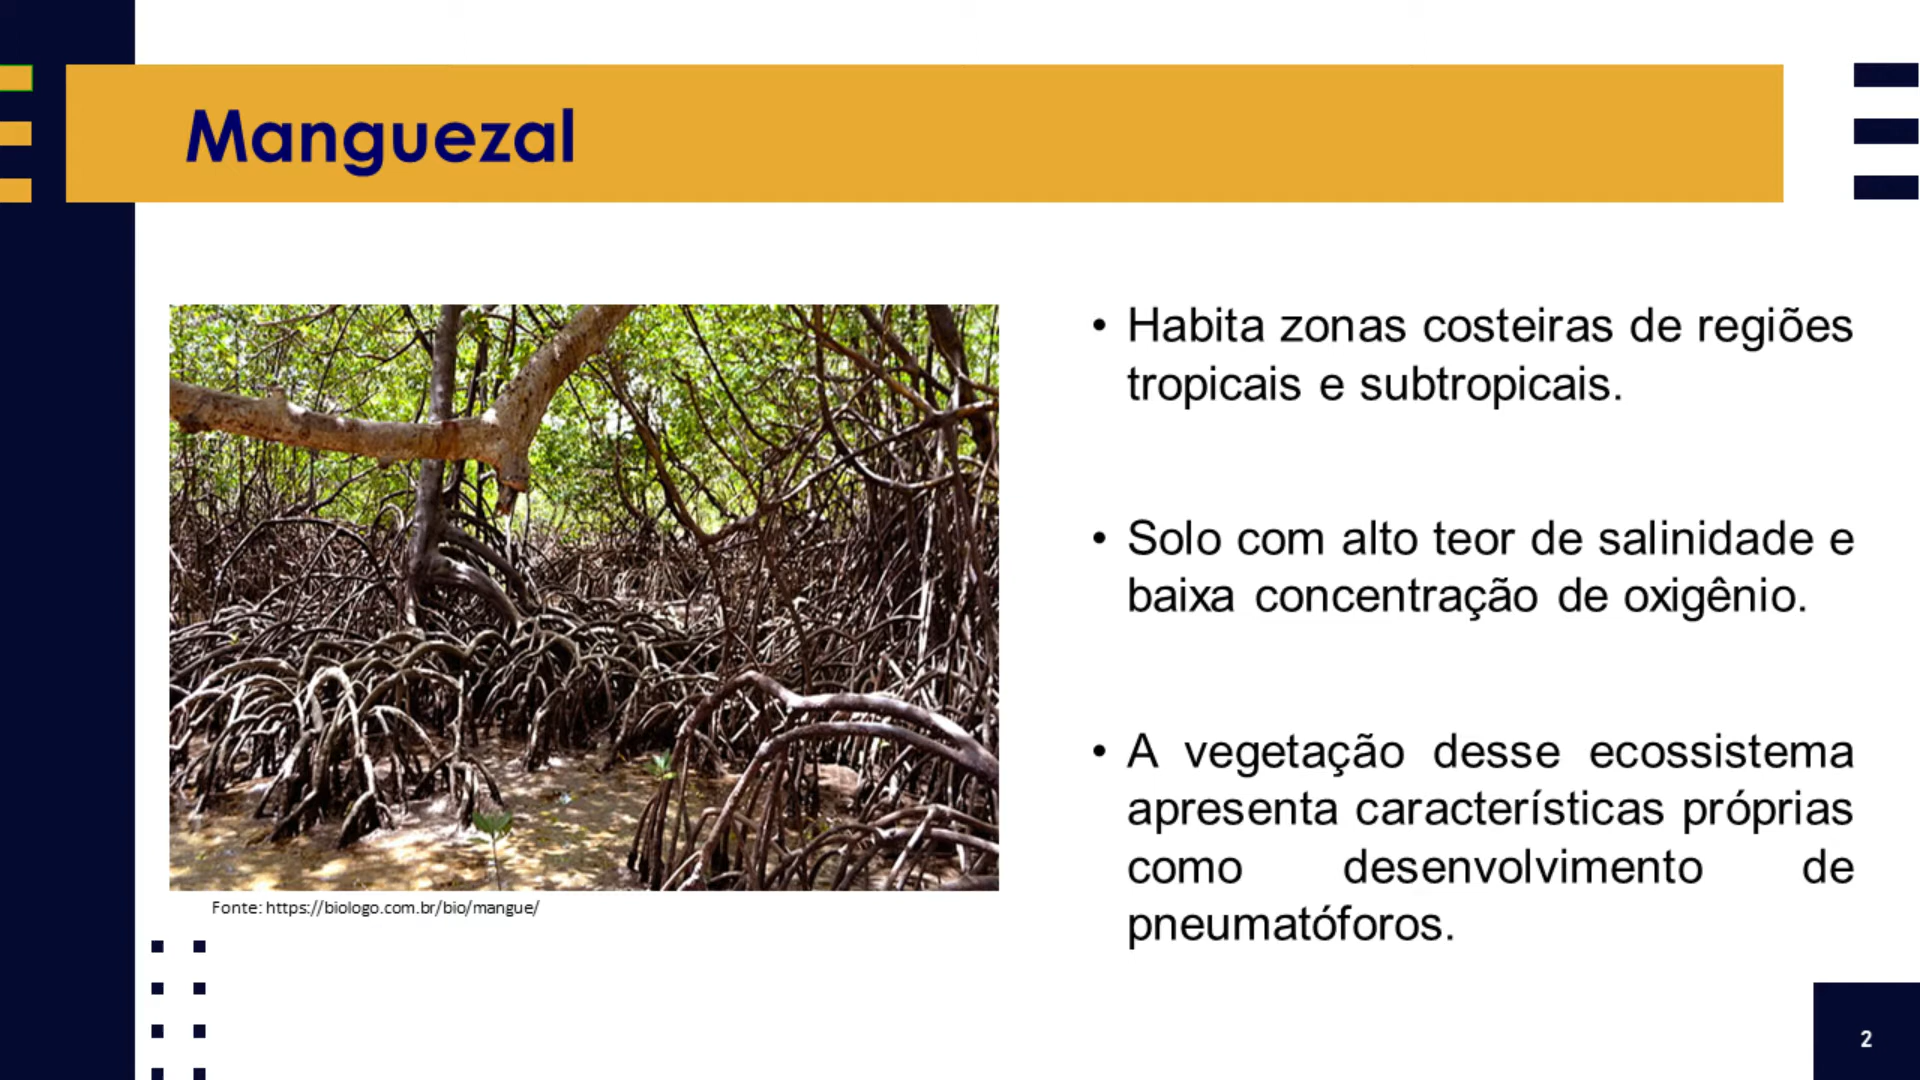 Manguezal
• Habita zonas costeiras de regiões
tropicais e subtropicais.
• Solo com alto teor de salinidade e
baixa concentração de oxigênio.
• A vegetação desse ecossistema
apresenta características próprias
como desenvolvimento de
pneumatóforos.
Fonte: https://biologo.com.br/bio/mangue/
2